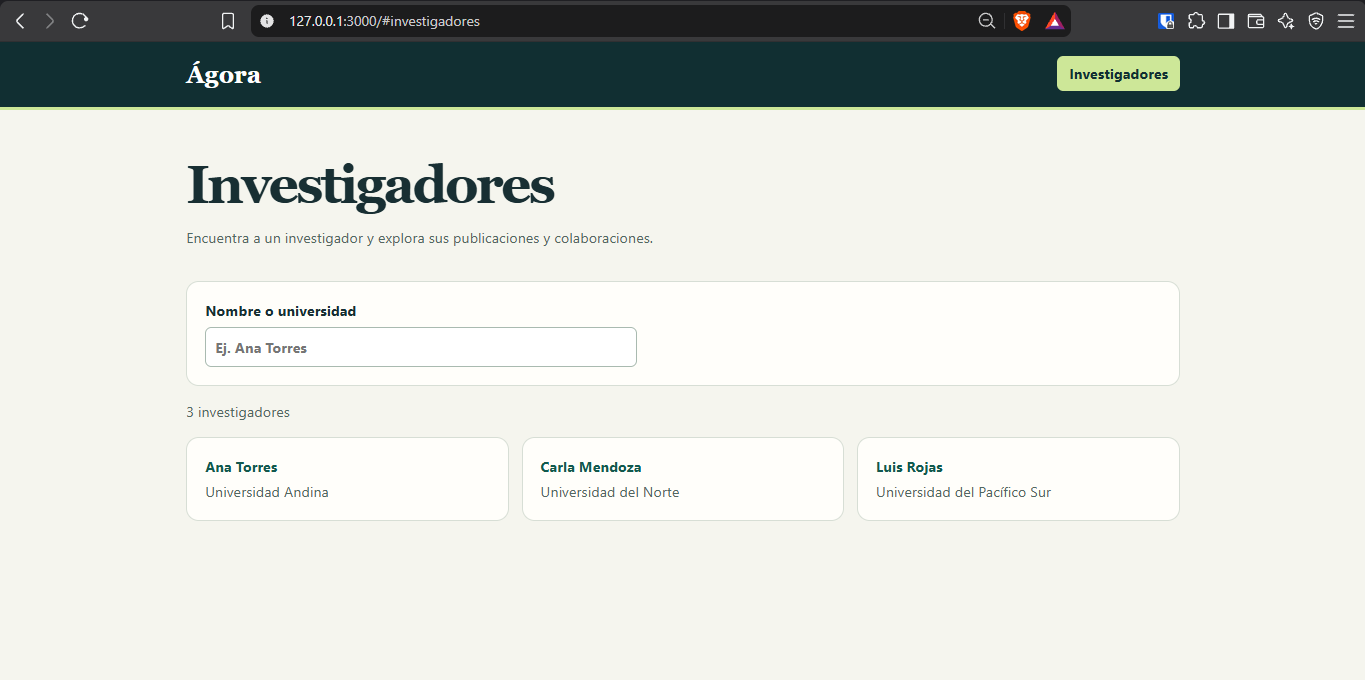 127.0.0.1:3000/#investigadores
Ágora
Investigadores
Investigadores
Encuentra a un investigador y explora sus publicaciones y colaboraciones.
Nombre o universidad
Ej. Ana Torres
3 investigadores
Ana Torres
Universidad Andina
Carla Mendoza
Universidad del Norte
Luis Rojas
Universidad del Pacífico Sur